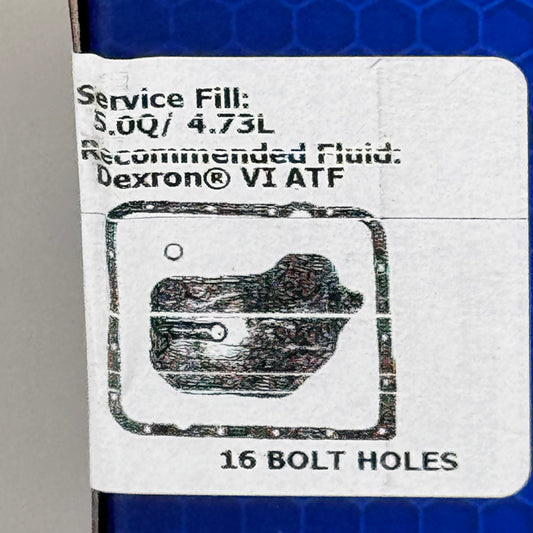 Service Fill:
5.0Q/ 4.73L
Recommended Fluid:
Dexron® VI ATF
16 BOLT HOLES